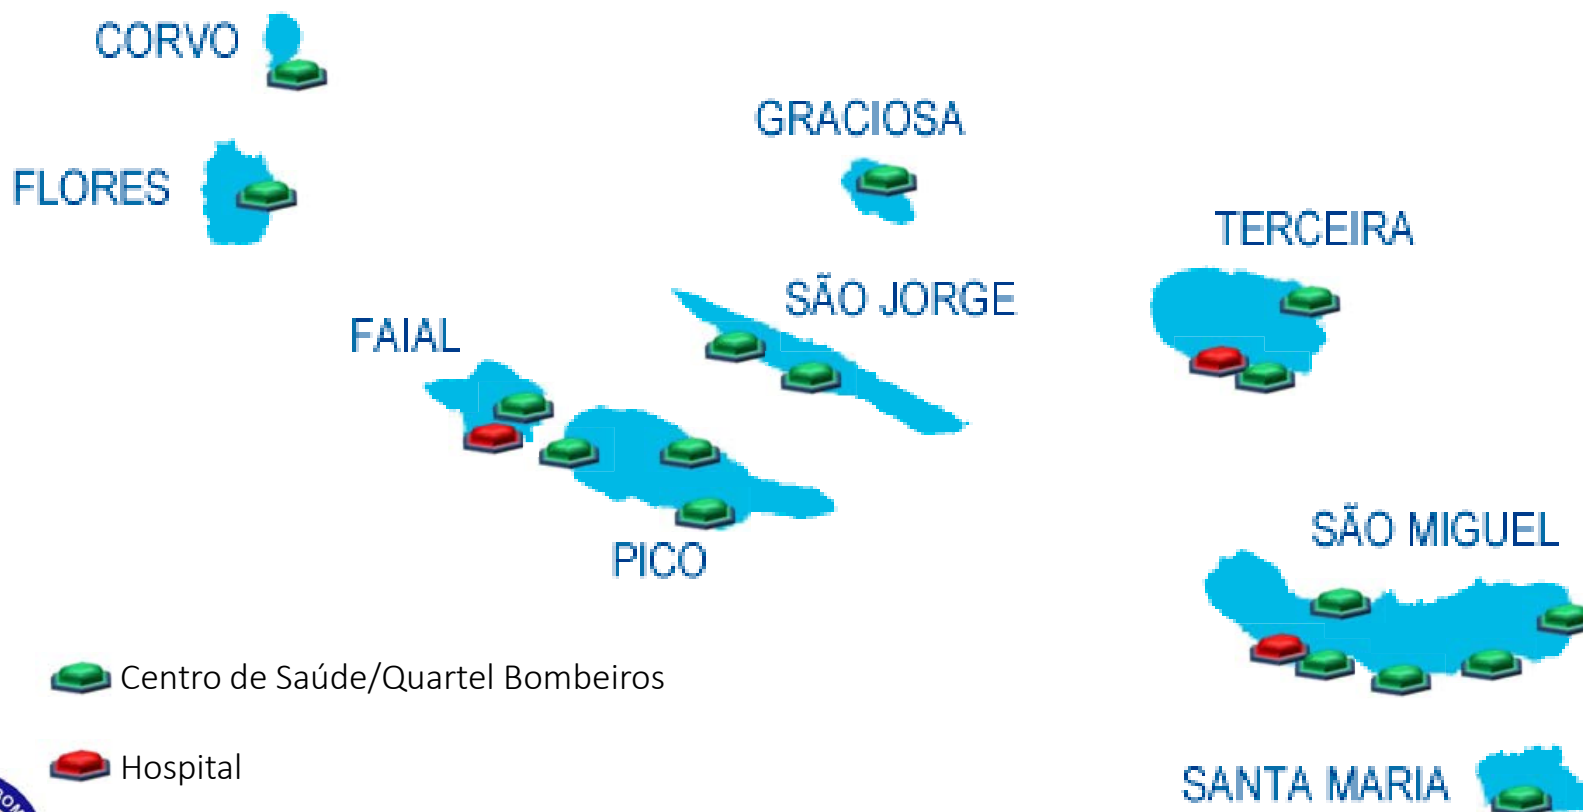 CORVO
GRACIOSA
FLORES
TERCEIRA
SÃO JORGE
FAIAL
SÃO MIGUEL
PICO
Centro de Saúde/Quartel Bombeiros
Hospital
SANTA MARIA